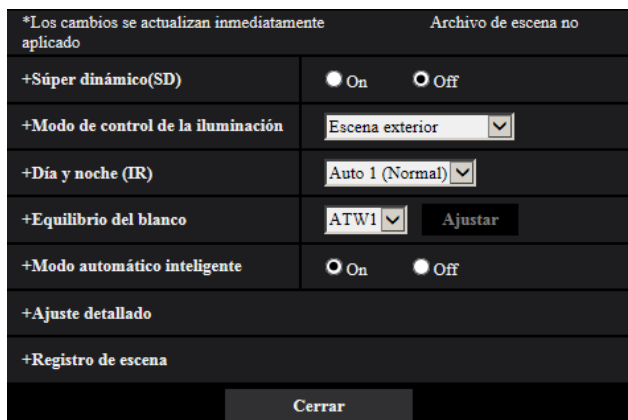 *Los cambios se actualizan inmediatamente Archivo de escena no
aplicado
+Súper dinámico(SD) On Off
+Modo de control de la iluminación Escena exterior
+Día y noche (IR) Auto 1 (Normal)
+Equilibrio del blanco ATW1 Ajustar
+Modo automático inteligente On Off
+Ajuste detallado
+Registro de escena
Cerrar